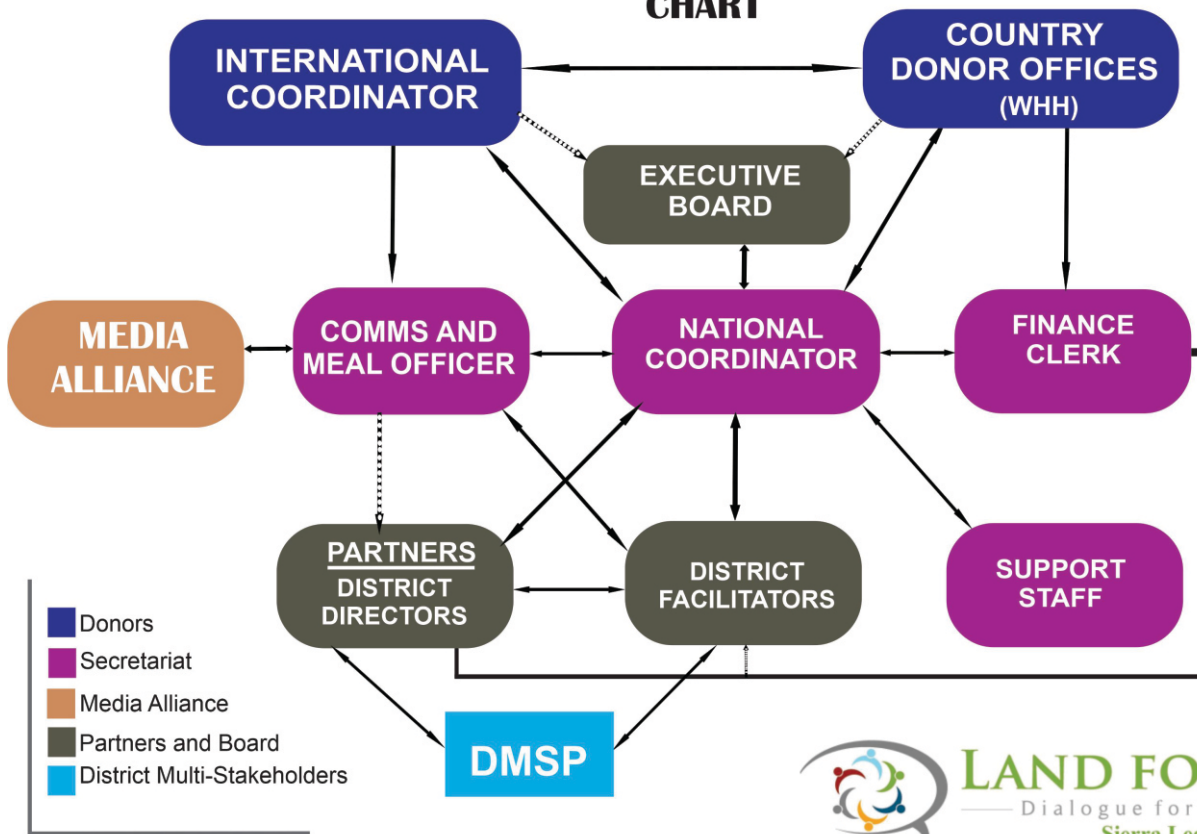 CHART
INTERNATIONAL
COORDINATOR
COUNTRY
DONOR OFFICES
(WHH)
EXECUTIVE
BOARD
MEDIA
ALLIANCE
COMMS AND
MEAL OFFICER
NATIONAL
COORDINATOR
FINANCE
CLERK
PARTNERS
DISTRICT
DIRECTORS
DISTRICT
FACILITATORS
SUPPORT
STAFF
Donors
Secretariat
Media Alliance
Partners and Board
District Multi-Stakeholders
DMSP
LAND FO
Dialogue for
Sierra Leo